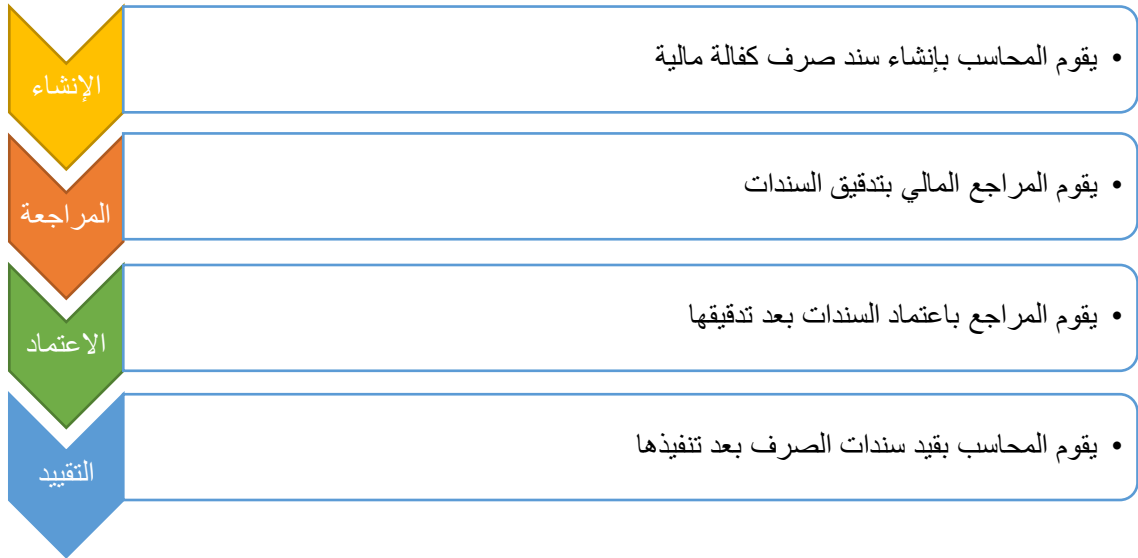 الإنشاء
• يقوم المحاسب بإنشاء سند صرف كفالة مالية
المراجعة
• يقوم المراجع المالي بتدقيق السندات
الاعتماد
• يقوم المراجع باعتماد السندات بعد تدقيقها
التقييد
• يقوم المحاسب بقيد سندات الصرف بعد تنفيذها